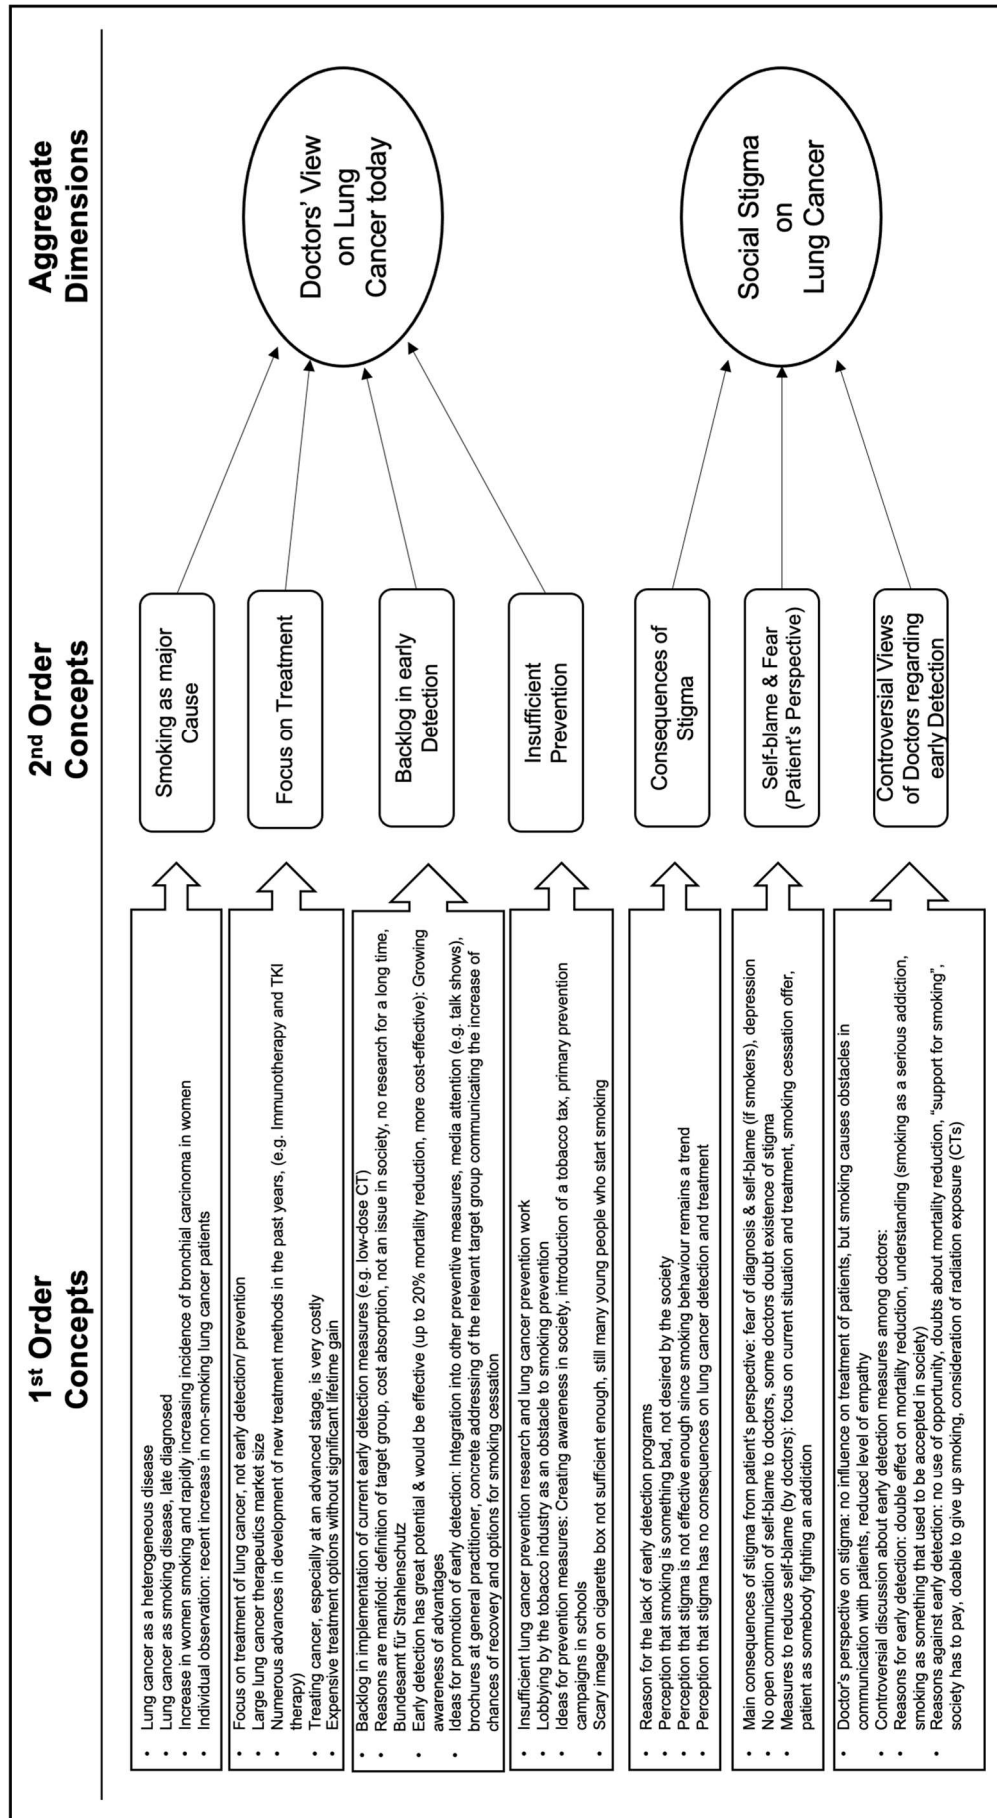 1st Order
Concepts
2nd Order
Concepts
Aggregate
Dimensions
• Lung cancer as a heterogeneous disease
• Lung cancer as smoking disease, late diagnosed
• Increase in women smoking and rapidly increasing incidence of bronchial carcinoma in women
• Individual observation: recent increase in non-smoking lung cancer patients
Smoking as major
Cause
• Focus on treatment of lung cancer, not early detection/ prevention
• Large lung cancer therapeutics market size
• Numerous advances in development of new treatment methods in the past years, (e.g. Immunotherapy and TKI
therapy)
• Treating cancer, especially at an advanced stage, is very costly
• Expensive treatment options without significant lifetime gain
Focus on Treatment
• Backlog in implementation of current early detection measures (e.g. low-dose CT)
• Reasons are manifold: definition of target group, cost absorption, not an issue in society, no research for a long time,
Bundesamt für Strahlenschutz
• Early detection has great potential & would be effective (up to 20% mortality reduction, more cost-effective): Growing
awareness of advantages
• Ideas for promotion of early detection: Integration into other preventive measures, media attention (e.g. talk shows),
brochures at general practitioner, concrete addressing of the relevant target group communicating the increase of
chances of recovery and options for smoking cessation
Backlog in early
Detection
• Insufficient lung cancer prevention research and lung cancer prevention work
• Lobbying by the tobacco industry as an obstacle to smoking prevention
• Ideas for prevention measures: Creating awareness in society, introduction of a tobacco tax, primary prevention
campaigns in schools
• Scary image on cigarette box not sufficient enough, still many young people who start smoking
Insufficient
Prevention
Doctors' View
on Lung
Cancer today
• Reason for the lack of early detection programs
• Perception that smoking is something bad, not desired by the society
• Perception that stigma is not effective enough since smoking behaviour remains a trend
• Perception that stigma has no consequences on lung cancer detection and treatment
Consequences of
Stigma
• Main consequences of stigma from patient's perspective: fear of diagnosis & self-blame (if smokers), depression
• No open communication of self-blame to doctors, some doctors doubt existence of stigma
• Measures to reduce self-blame (by doctors): focus on current situation and treatment, smoking cessation offer,
patient as somebody fighting an addiction
Self-blame & Fear
(Patient's Perspective)
• Doctor's perspective on stigma: no influence on treatment of patients, but smoking causes obstacles in
communication with patients, reduced level of empathy
• Controversial discussion about early detection measures among doctors:
• Reasons for early detection: double effect on mortality reduction, understanding (smoking as a serious addiction,
smoking as something that used to be accepted in society)
• Reasons against early detection: no use of opportunity, doubts about mortality reduction, "support for smoking",
society has to pay, doable to give up smoking, consideration of radiation exposure (CTs)
Controversial Views
of Doctors regarding
early Detection
Social Stigma
on
Lung Cancer